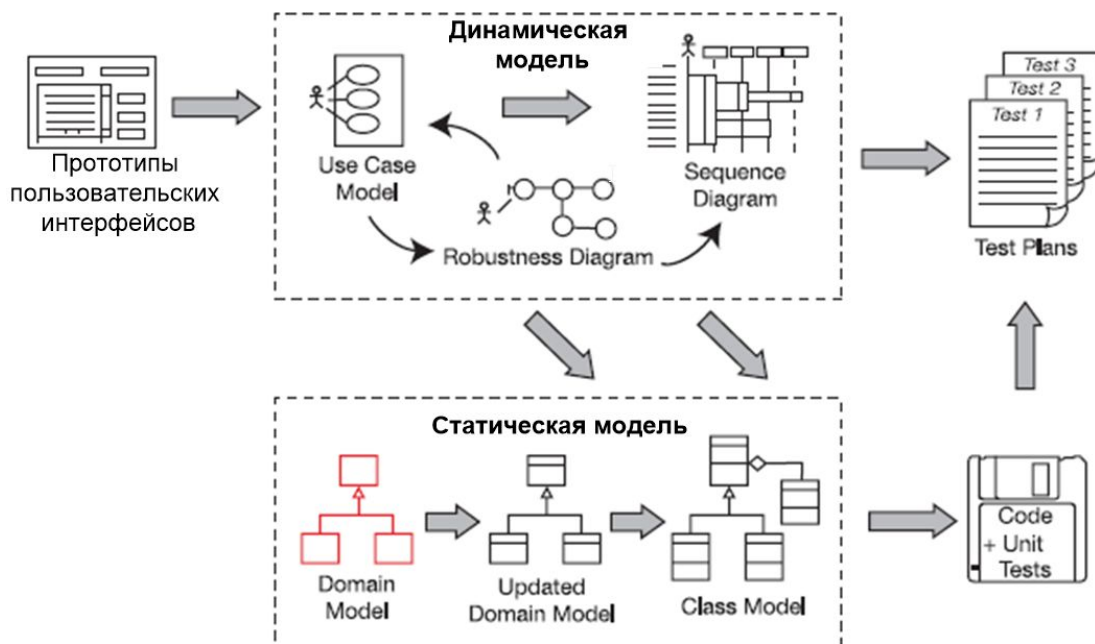 Динамическая
модель
Прототипы
пользовательских
интерфейсов
Use Case
Model
Robustness Diagram
Sequence
Diagram
Test 3
Test 2
Test 1
Test Plans
Статическая модель
Domain
Model
Updated
Domain Model
Class Model
Code
+ Unit
Tests